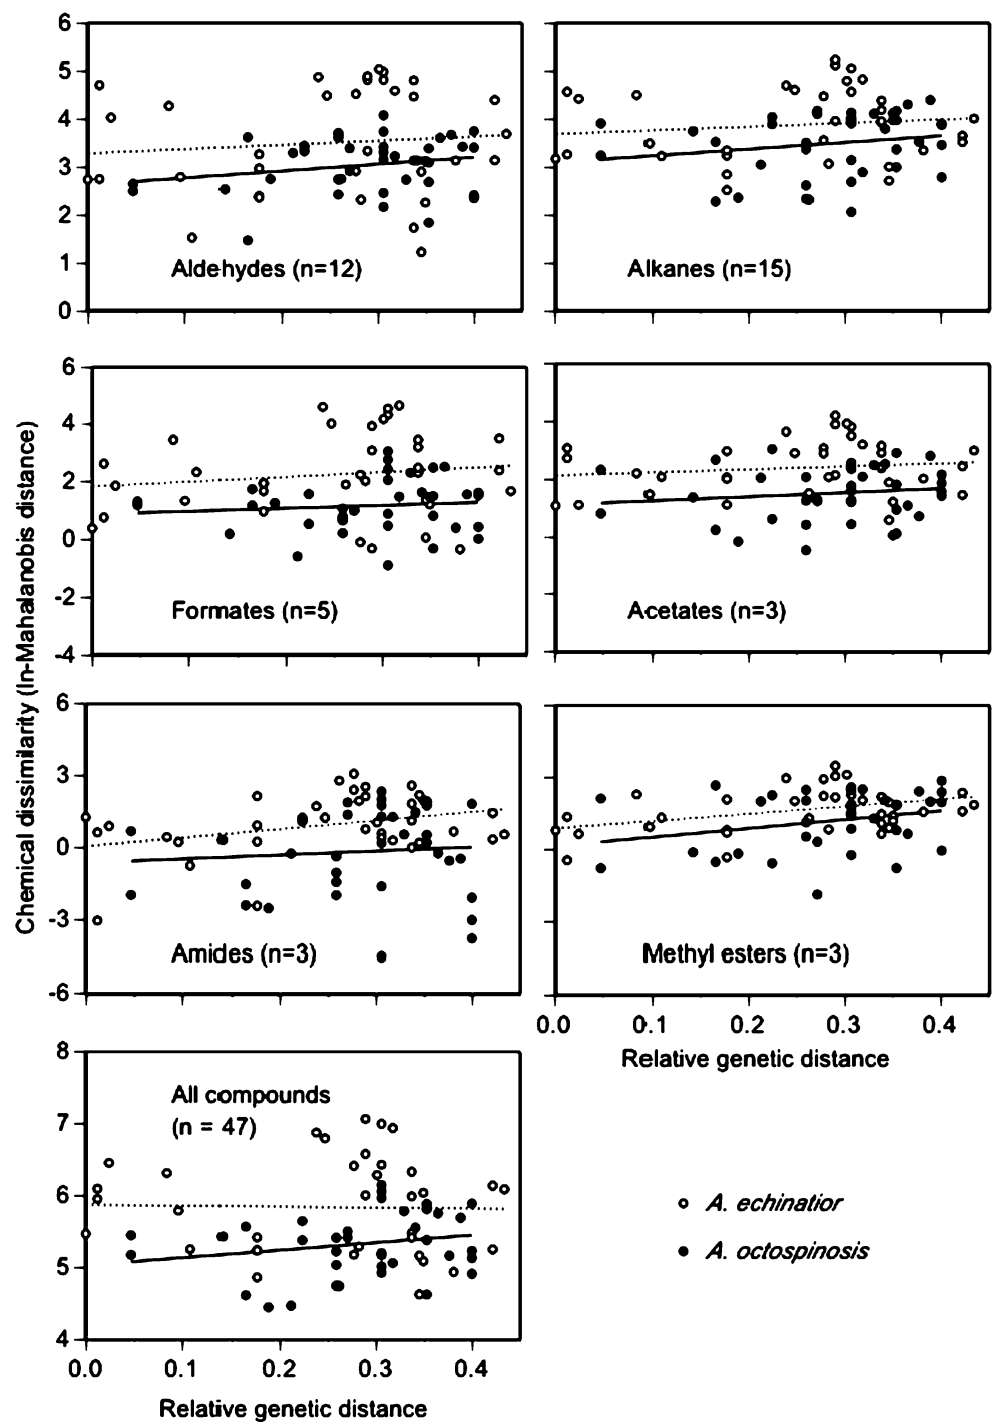 6
5
4
3
2
1
0
Aldehydes (n=12)
Alkanes (n=15)
6
4
2
0
-2
-4
Formates (n=5)
Acetates (n=3)
Chemical dissimilarity (ln-Mahalanobis distance)
6
3
0
-3
-6
Amides (n=3)
Methyl esters (n=3)
0.0 0.1 0.2 0.3 0.4
Relative genetic distance
8
7
6
5
4
All compounds
(n = 47)
0.0 0.1 0.2 0.3 0.4
Relative genetic distance
A. echinatior
A. octospinosis